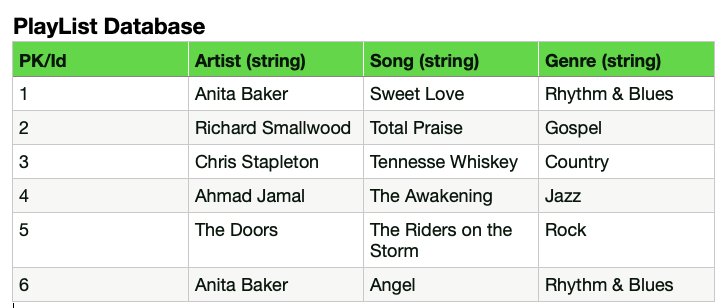 PlayList Database
PK/Id Artist (string) Song (string) Genre (string)
1 Anita Baker Sweet Love Rhythm & Blues
2 Richard Smallwood Total Praise Gospel
3 Chris Stapleton Tennesse Whiskey Country
4 Ahmad Jamal The Awakening Jazz
5 The Doors The Riders on the Rock
Storm
6 Anita Baker Angel Rhythm & Blues